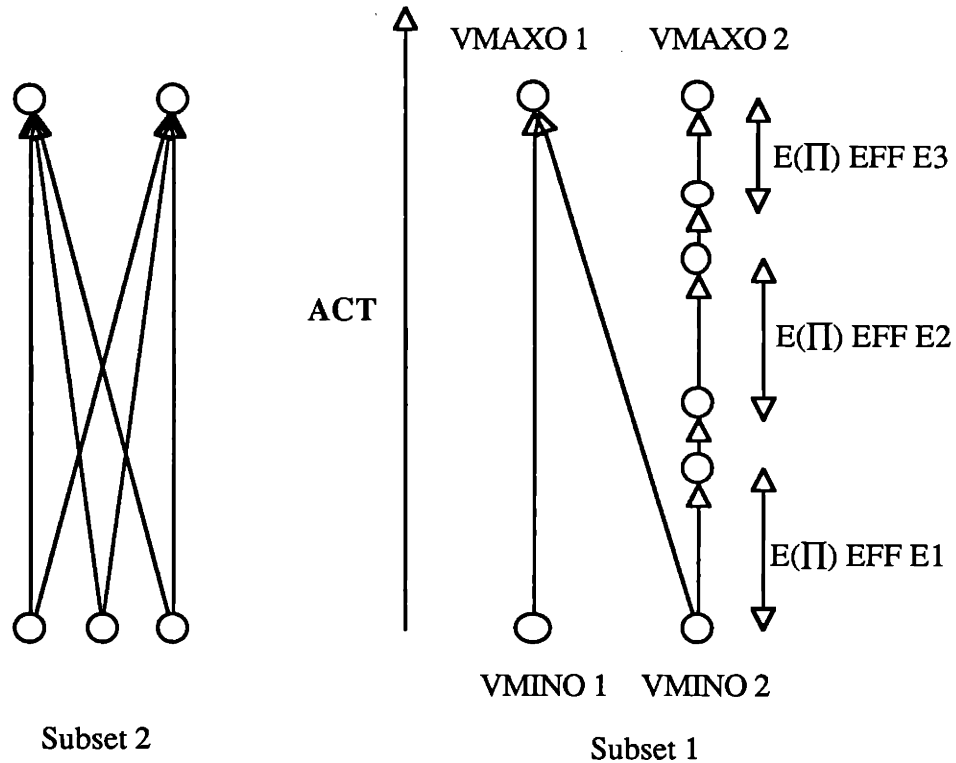 VMAXO 1
VMAXO 2
E(Π) EFF E3
ACT
E(Π) EFF E2
E(Π) EFF E1
VMINO 1
VMINO 2
Subset 2
Subset 1